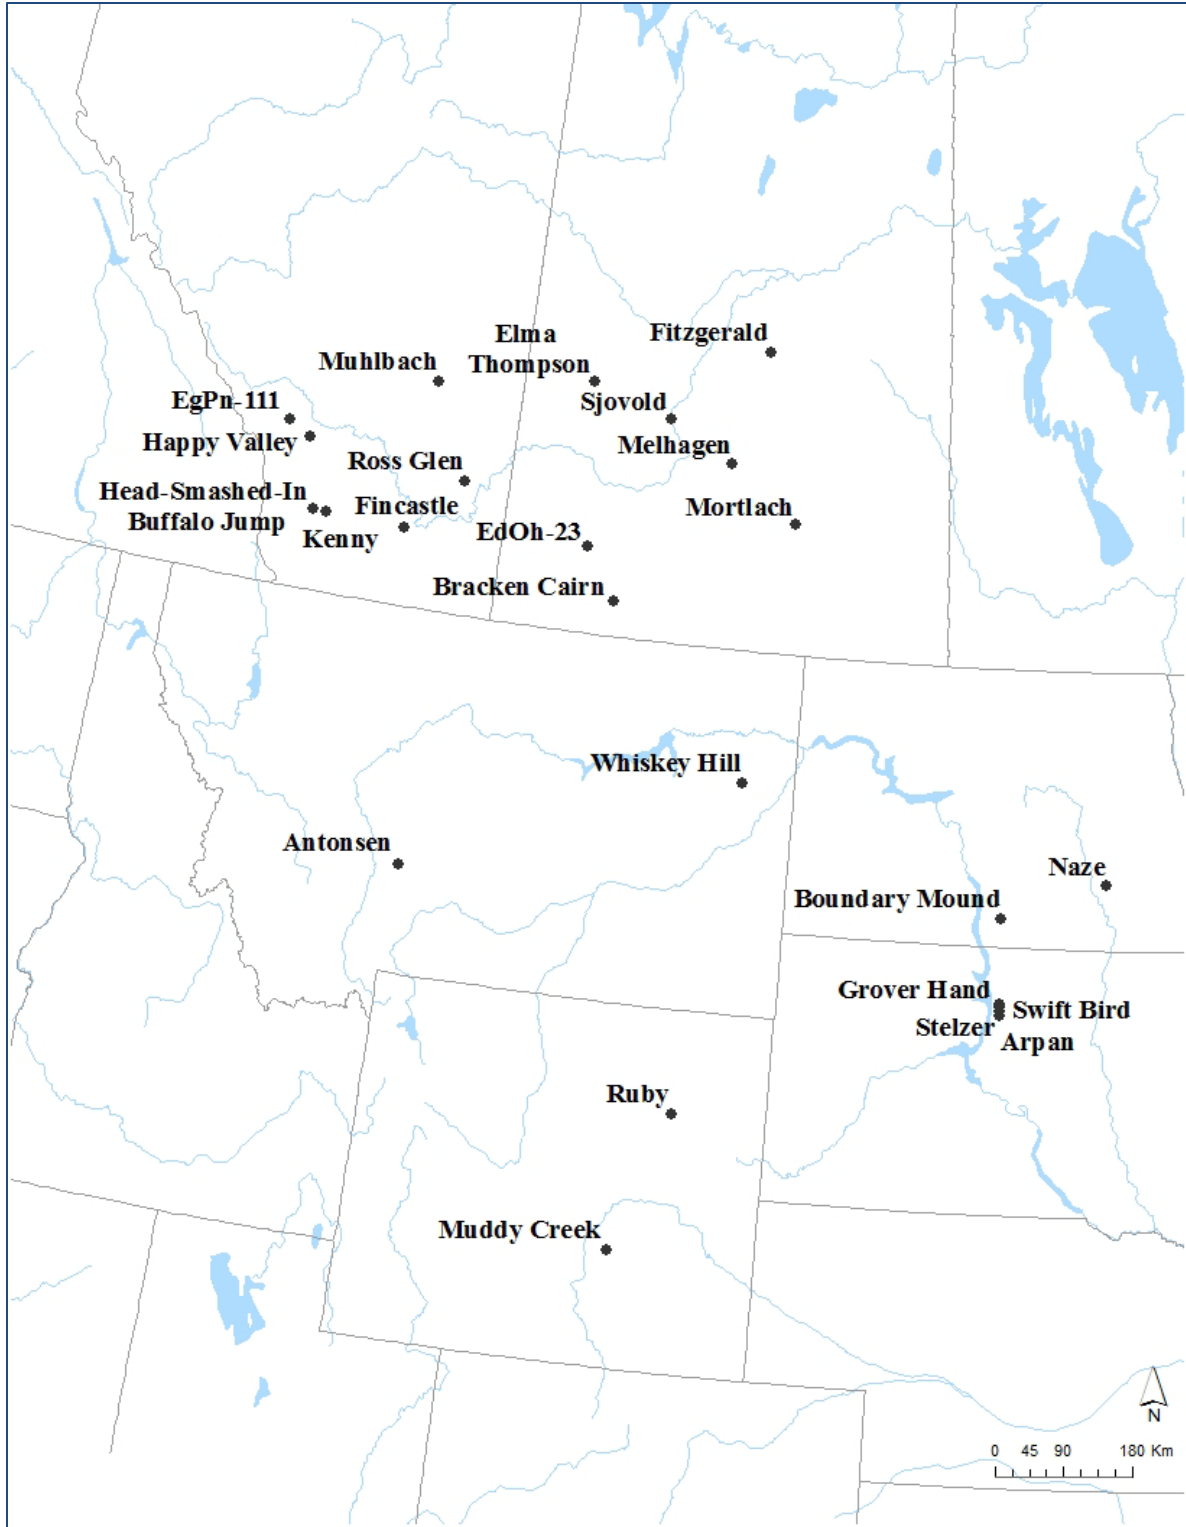 Elma
Thompson
Fitzgerald
Muhlbach
EgPn-111
Sjovold
Happy Valley
Melhagen
Ross Glen
Head-Smashed-In
Buffalo Jump
Fincastle
Mortlach
Kenny
EdOh-23
Bracken Cairn
Whiskey Hill
Antonsen
Naze
Boundary Mound
Grover Hand
Swift Bird
Stelzer
Arpan
Ruby
Muddy Creek
N
0 45 90 180 Km